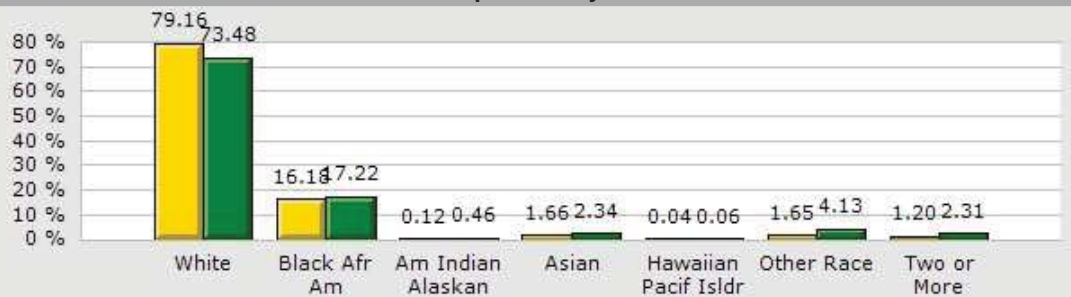 79.16
73.48
80 %
70 %
60 %
50 %
40 %
30 %
20 %
10 %
0 %
16.18 17.22
0.12 0.46
1.66 2.34
0.04 0.06
1.65 4.13
1.20 2.31
White
Black Afr
Am
Am Indian
Alaskan
Asian
Hawaiian
Pacif Isldr
Other Race
Two or
More